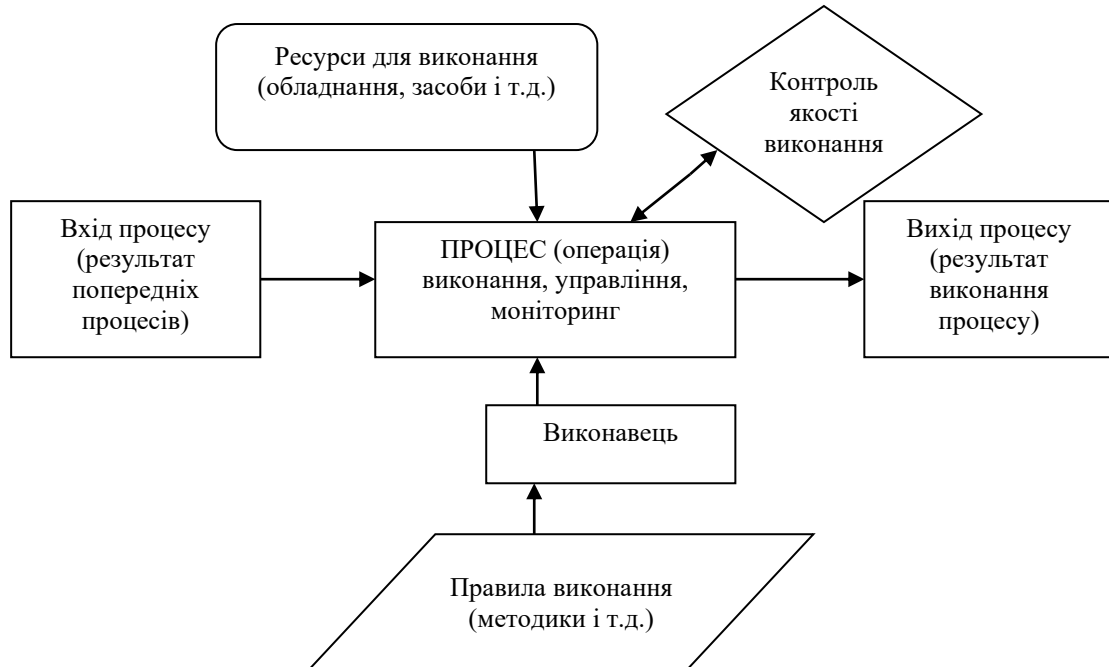 Ресурси для виконання
(обладнання, засоби і т.д.)
Контроль
якості
виконання
Вхід процесу
(результат
попередніх
процесів)
ПРОЦЕС (операція)
виконання, управління,
моніторинг
Вихід процесу
(результат
виконання
процесу)
Виконавець
Правила виконання
(методики і т.д.)